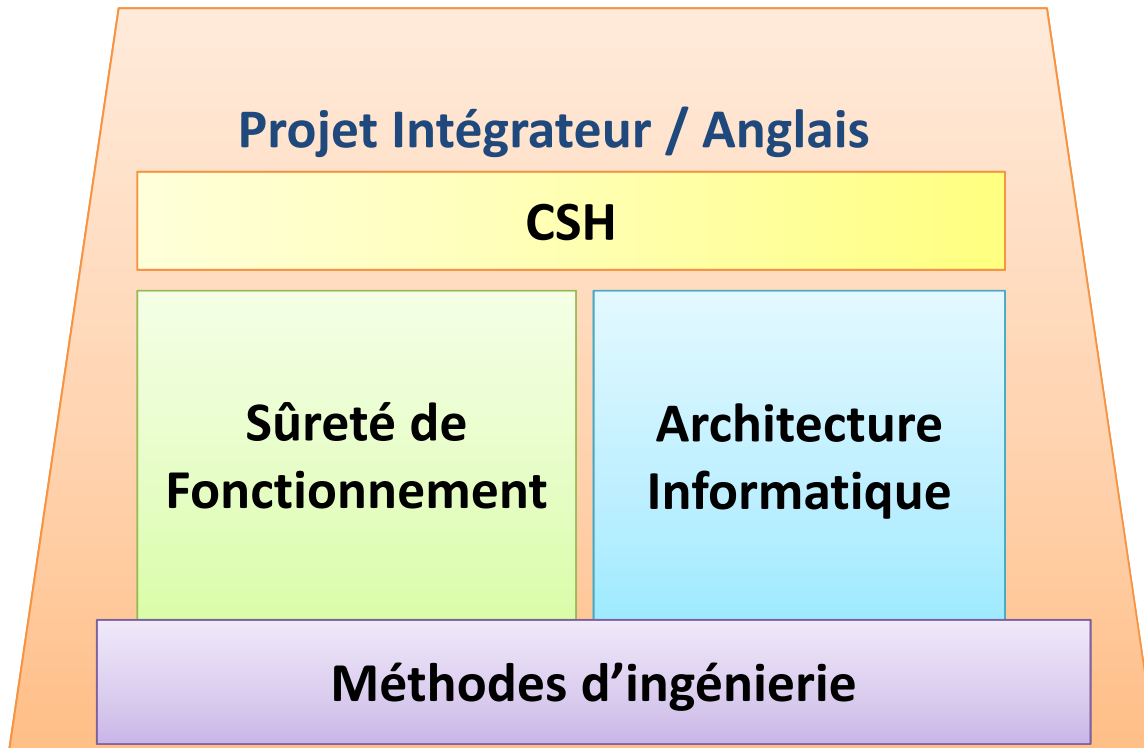 Projet Intégrateur / Anglais
CSH
Sûreté de
Fonctionnement
Architecture
Informatique
Méthodes d’ingénierie